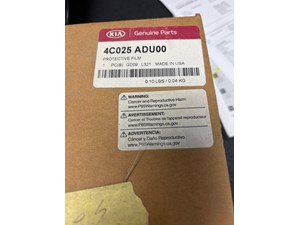 KIA Genuine Parts
4C025 ADU00
PROTECTIVE FILM
MADE IN USA
0.10 LBS / 0.04 KG
WARNING:
Cancer and Reproductive Harm
www.P65Warnings.ca.gov
AVERTISSEMENT:
Cancer et Troubles de l'appareil reproducteur
www.P65Warnings.ca.gov
ADVERTENCIA:
Cáncer y Daño Reproductivo
www.P65Warnings.ca.gov